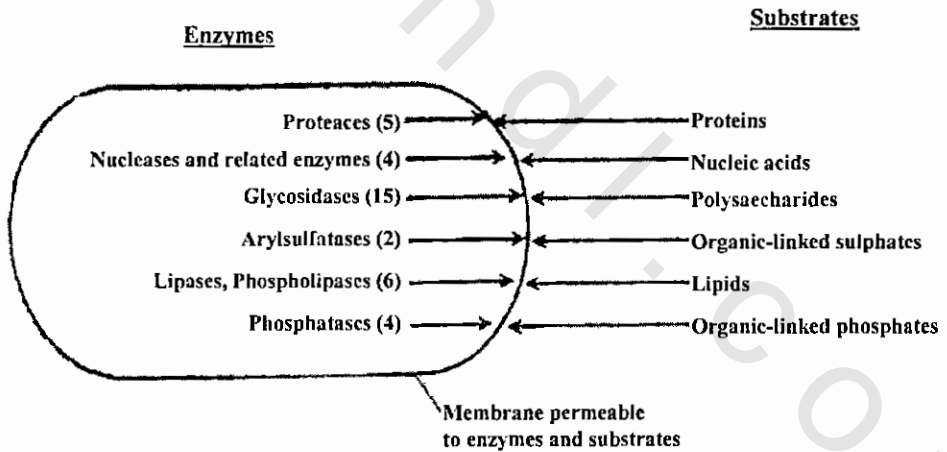 Enzymes
Substrates
Proteaces (5)
Proteins
Nucleases and related enzymes (4)
Nucleic acids
Glycosidases (15)
Polysaecharides
Arylsulfatases (2)
Organic-linked sulphates
Lipases, Phospholipases (6)
Lipids
Phosphatases (4)
Organic-linked phosphates
Membrane permeable
to enzymes and substrates
n d l . c o